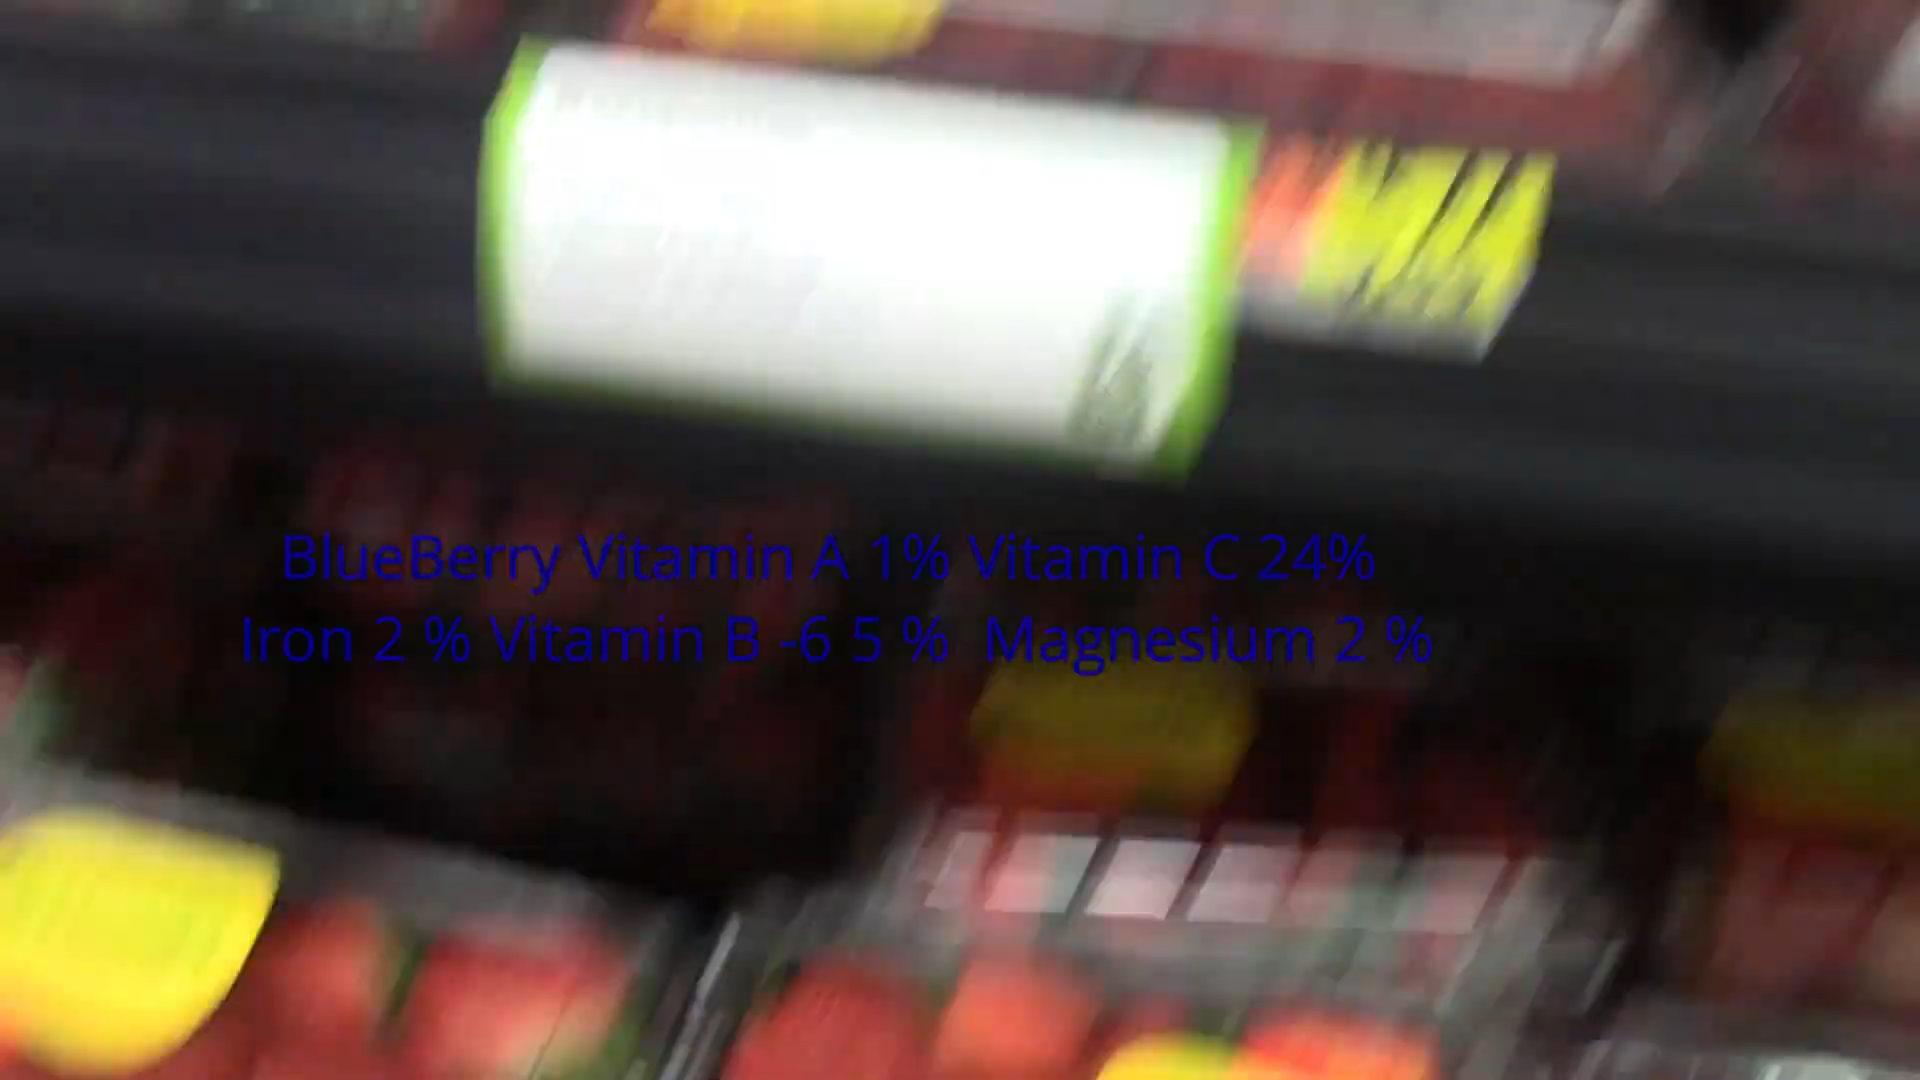 BlueBerry Vitamin A 1% Vitamin C 24%
Iron 2 % Vitamin B -6 5 % Magnesium 2 %